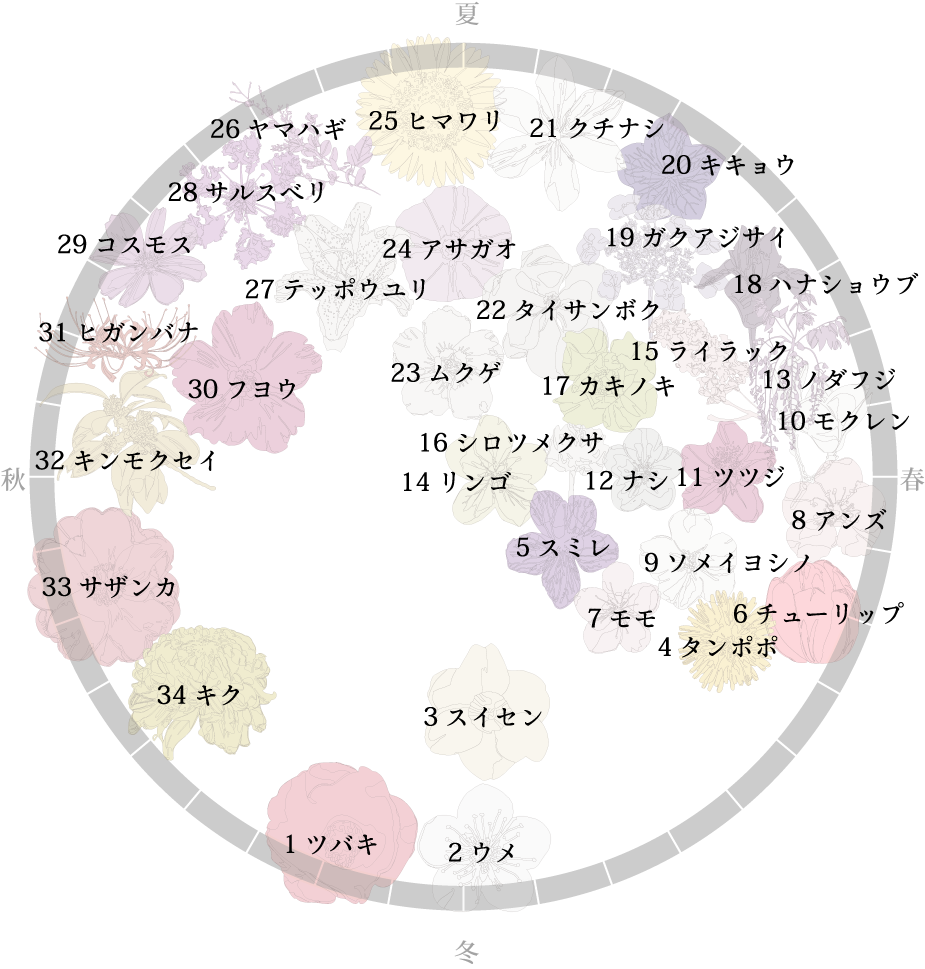 夏
25 ヒマワリ
26 ヤマハギ
21 クチナシ
20 キキョウ
28 サルスベリ
19 ガクアジサイ
29 コスモス
24 アサガオ
18 ハナショウブ
27 テッポウユリ
22 タイサンボク
31 ヒガンバナ
15 ライラック
23 ムクゲ
13 ノダフジ
17 カキノキ
30 フヨウ
10 モクレン
16 シロツメクサ
32 キンモクセイ
秋
14 リンゴ
12 ナシ
11 ツツジ
春
8 アンズ
5 スミレ
9 ソメイヨシノ
33 サザンカ
6 チューリップ
7 モモ
4 タンポポ
34 キク
3 スイセン
1 ツバキ
2 ウメ
冬